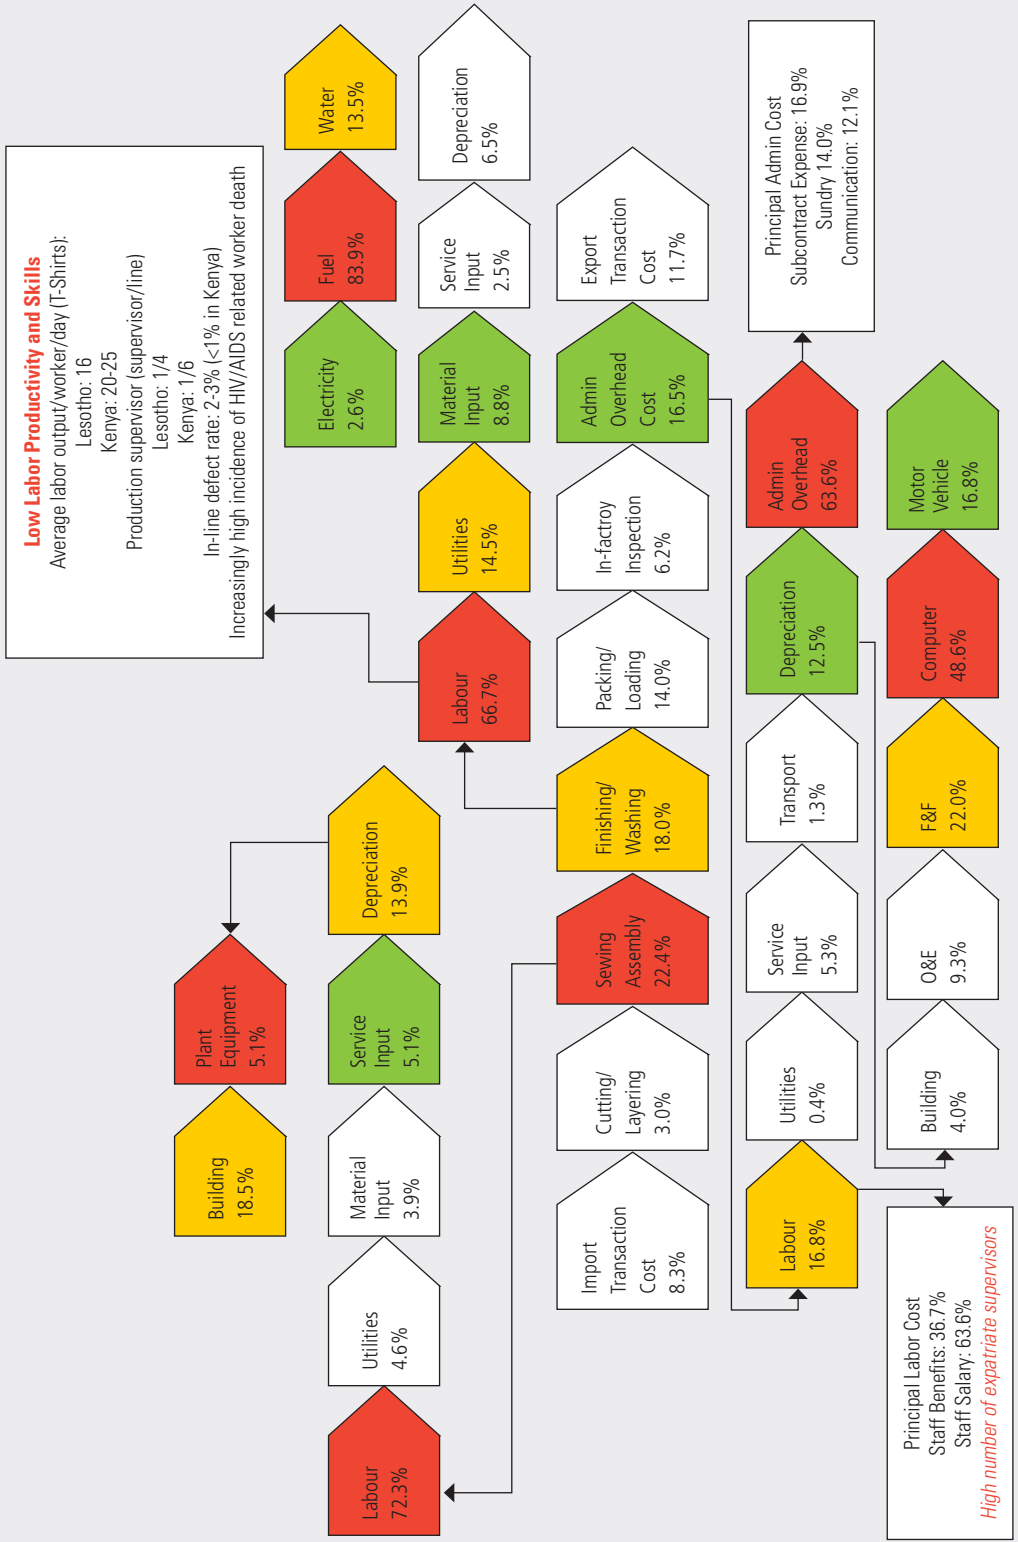 Low Labor Productivity and Skills
Average labor output/worker/day (T-Shirts):
Lesotho: 16
Kenya: 20-25
Production supervisor (supervisor/line)
Lesotho: 1/4
Kenya: 1/6
In-line defect rate: 2-3% (<1% in Kenya)
Increasingly high incidence of HIV/AIDS related worker death
Building
18.5%
Plant
Equipment
5.1%
Electricity
2.6%
Fuel
83.9%
Water
13.5%
Labour
72.3%
Utilities
4.6%
Material
Input
3.9%
Service
Input
5.1%
Depreciation
13.9%
Labour
66.7%
Utilities
14.5%
Material
Input
8.8%
Service
Input
2.5%
Depreciation
6.5%
Import
Transaction
Cost
8.3%
Cutting/
Layering
3.0%
Sewing
Assembly
22.4%
Finishing/
Washing
18.0%
Packing/
Loading
14.0%
In-factroy
Inspection
6.2%
Admin
Overhead
Cost
16.5%
Export
Transaction
Cost
11.7%
Labour
16.8%
Utilities
0.4%
Service
Input
5.3%
Transport
1.3%
Depreciation
12.5%
Admin
Overhead
63.6%
Principal Admin Cost
Subcontract Expense: 16.9%
Sundry 14.0%
Communication: 12.1%
Principal Labor Cost
Staff Benefits: 36.7%
Staff Salary: 63.6%
High number of expatriate supervisors
Building
4.0%
O&E
9.3%
F&F
22.0%
Computer
48.6%
Motor
Vehicle
16.8%